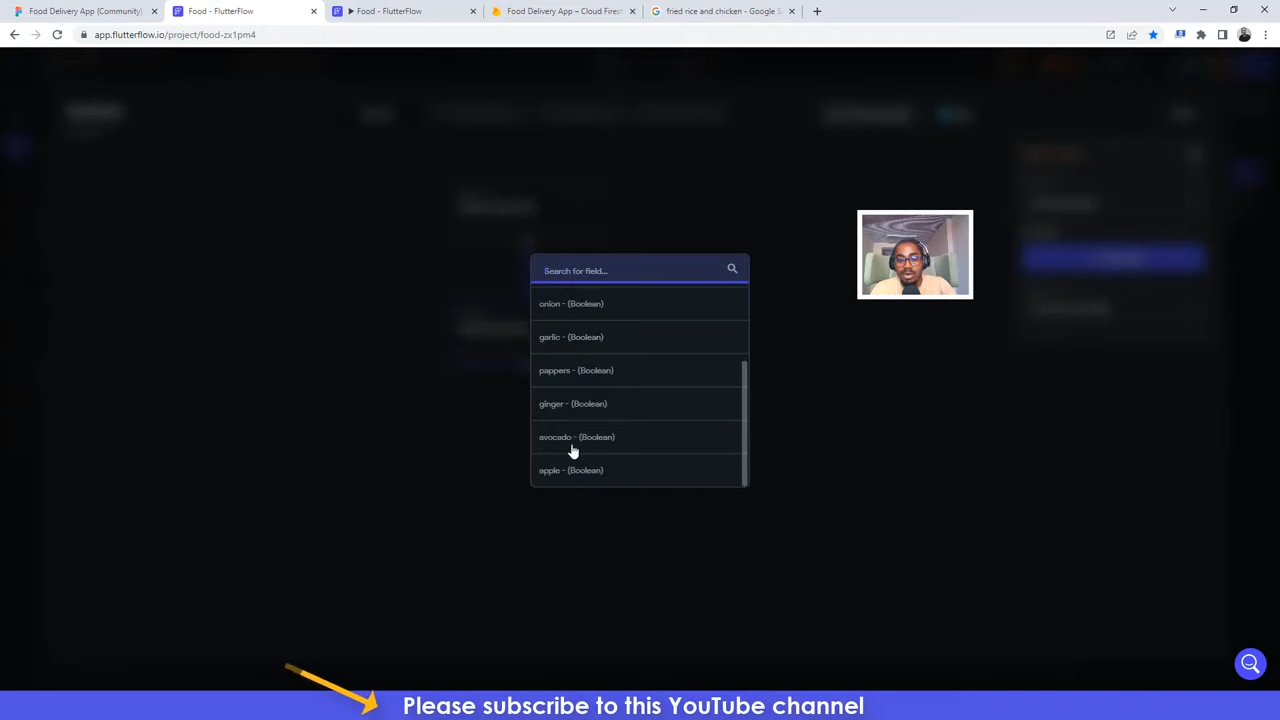 Food Delivery App (Community)
Food - FlutterFlow
Food - FlutterFlow
Food Delivery App – Cloud Fires
fried rice and chicken - Google S
app.flutterflow.io/project/food-zx1pm4
Search for field...
onion - (Boolean)
garlic - (Boolean)
pappers - (Boolean)
ginger - (Boolean)
avocado - (Boolean)
apple - (Boolean)
Please subscribe to this YouTube channel